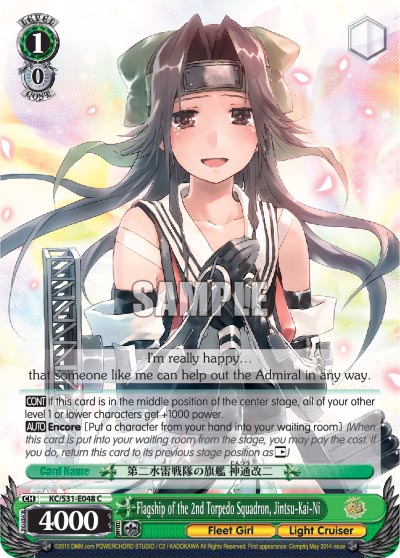 LEVEL
1
0
COST
SAMPLE
I'm really happy…
that someone like me can help out the Admiral in any way.
CONT If this card is in the middle position of the center stage, all of your other
level 1 or lower characters get +1000 power.
AUTO Encore [Put a character from your hand into your waiting room] (When
this card is put into your waiting room from the stage, you may pay the cost. If
you do, return this card to its previous position as Rest.)
Card Name 第二水雷戦隊の旗艦 神通改二
CH KC/S31-E048 C
Flagship of the 2nd Torpedo Squadron, Jintsu-Kai-Ni
4000
Fleet Girl Light Cruiser
©2015 DMM.com POWERCHORD STUDIO / C2 / KADOKAWA All Rights Reserved. First appearance: Comptiq May 2014 issue